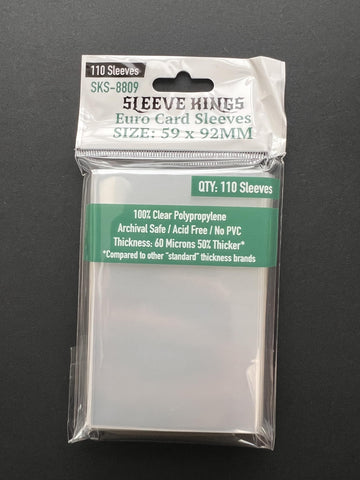 110 Sleeves
SKS-8809
SLEEVE KINGS
Euro Card Sleeves
SIZE: 59 x 92MM
QTY: 110 Sleeves
100% Clear Polypropylene
Archival Safe / Acid Free / No PVC
Thickness: 60 Microns 50% Thicker*
*Compared to other "standard" thickness brands